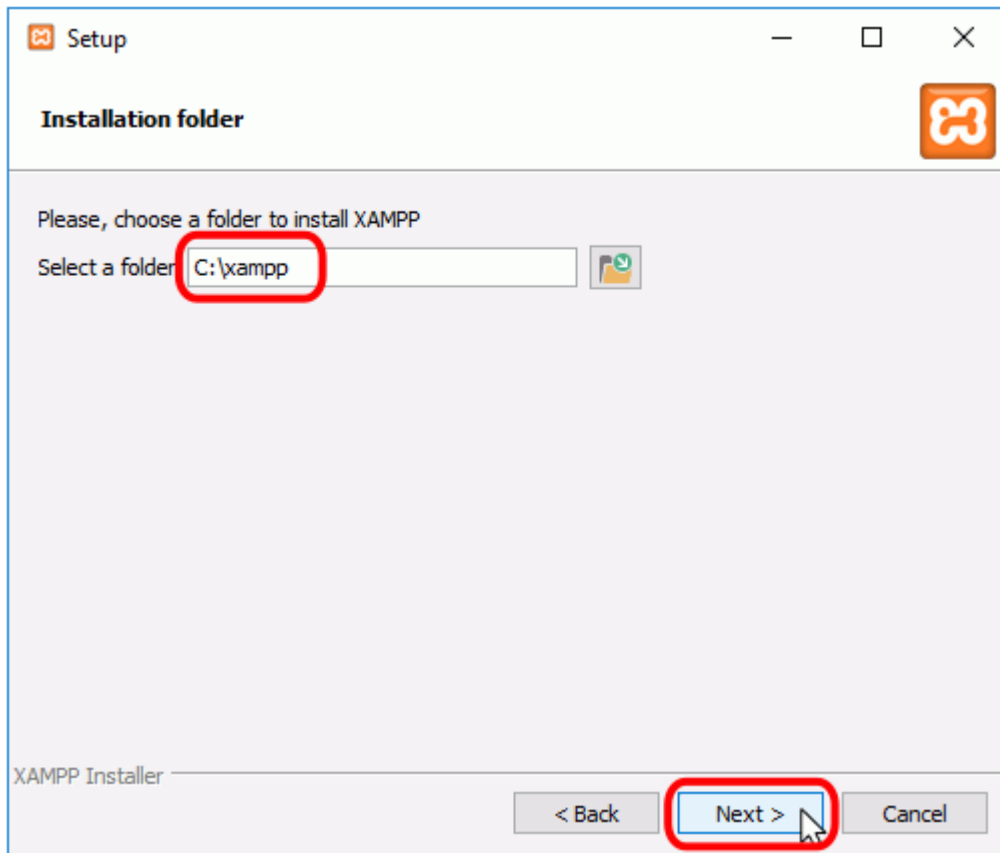 Setup
Installation folder
Please, choose a folder to install XAMPP
Select a folder C:\xampp
XAMPP Installer
< Back Next > Cancel